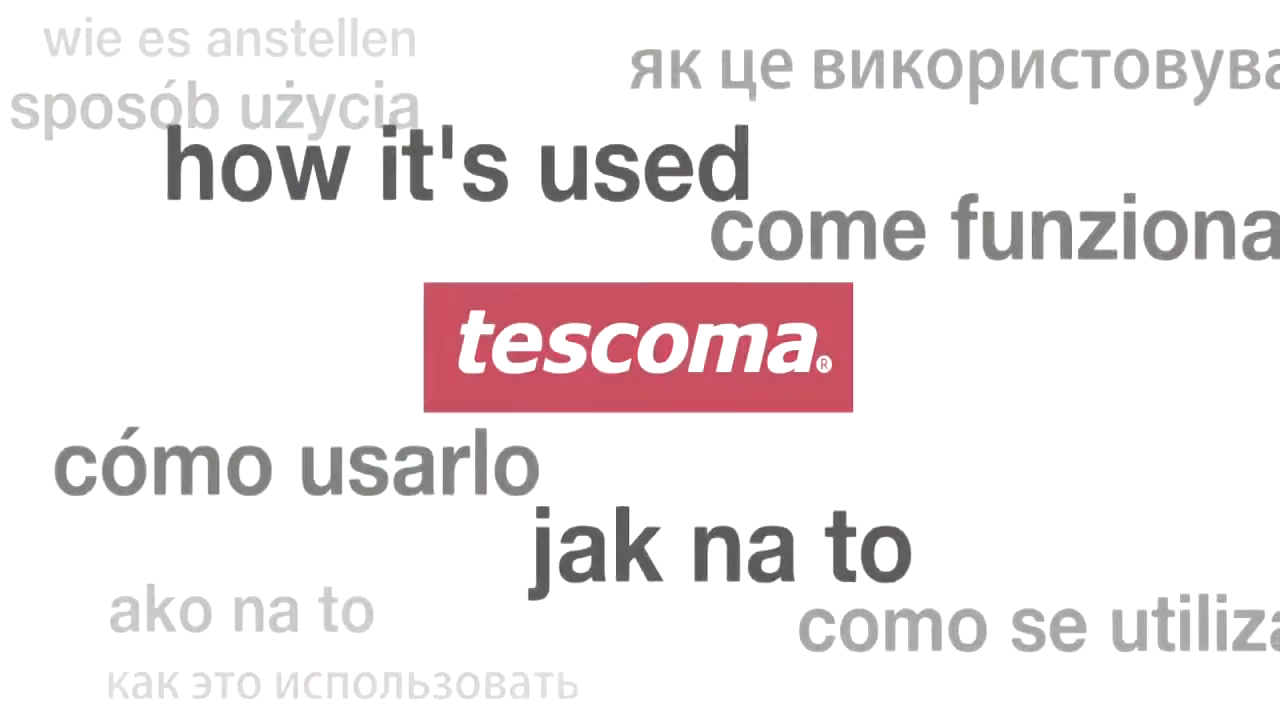 wie es anstellen
як це використовува
sposób użycia
how it's used
come funziona
tescoma®
cómo usarlo
jak na to
ako na to
como se utiliza
как это использовать